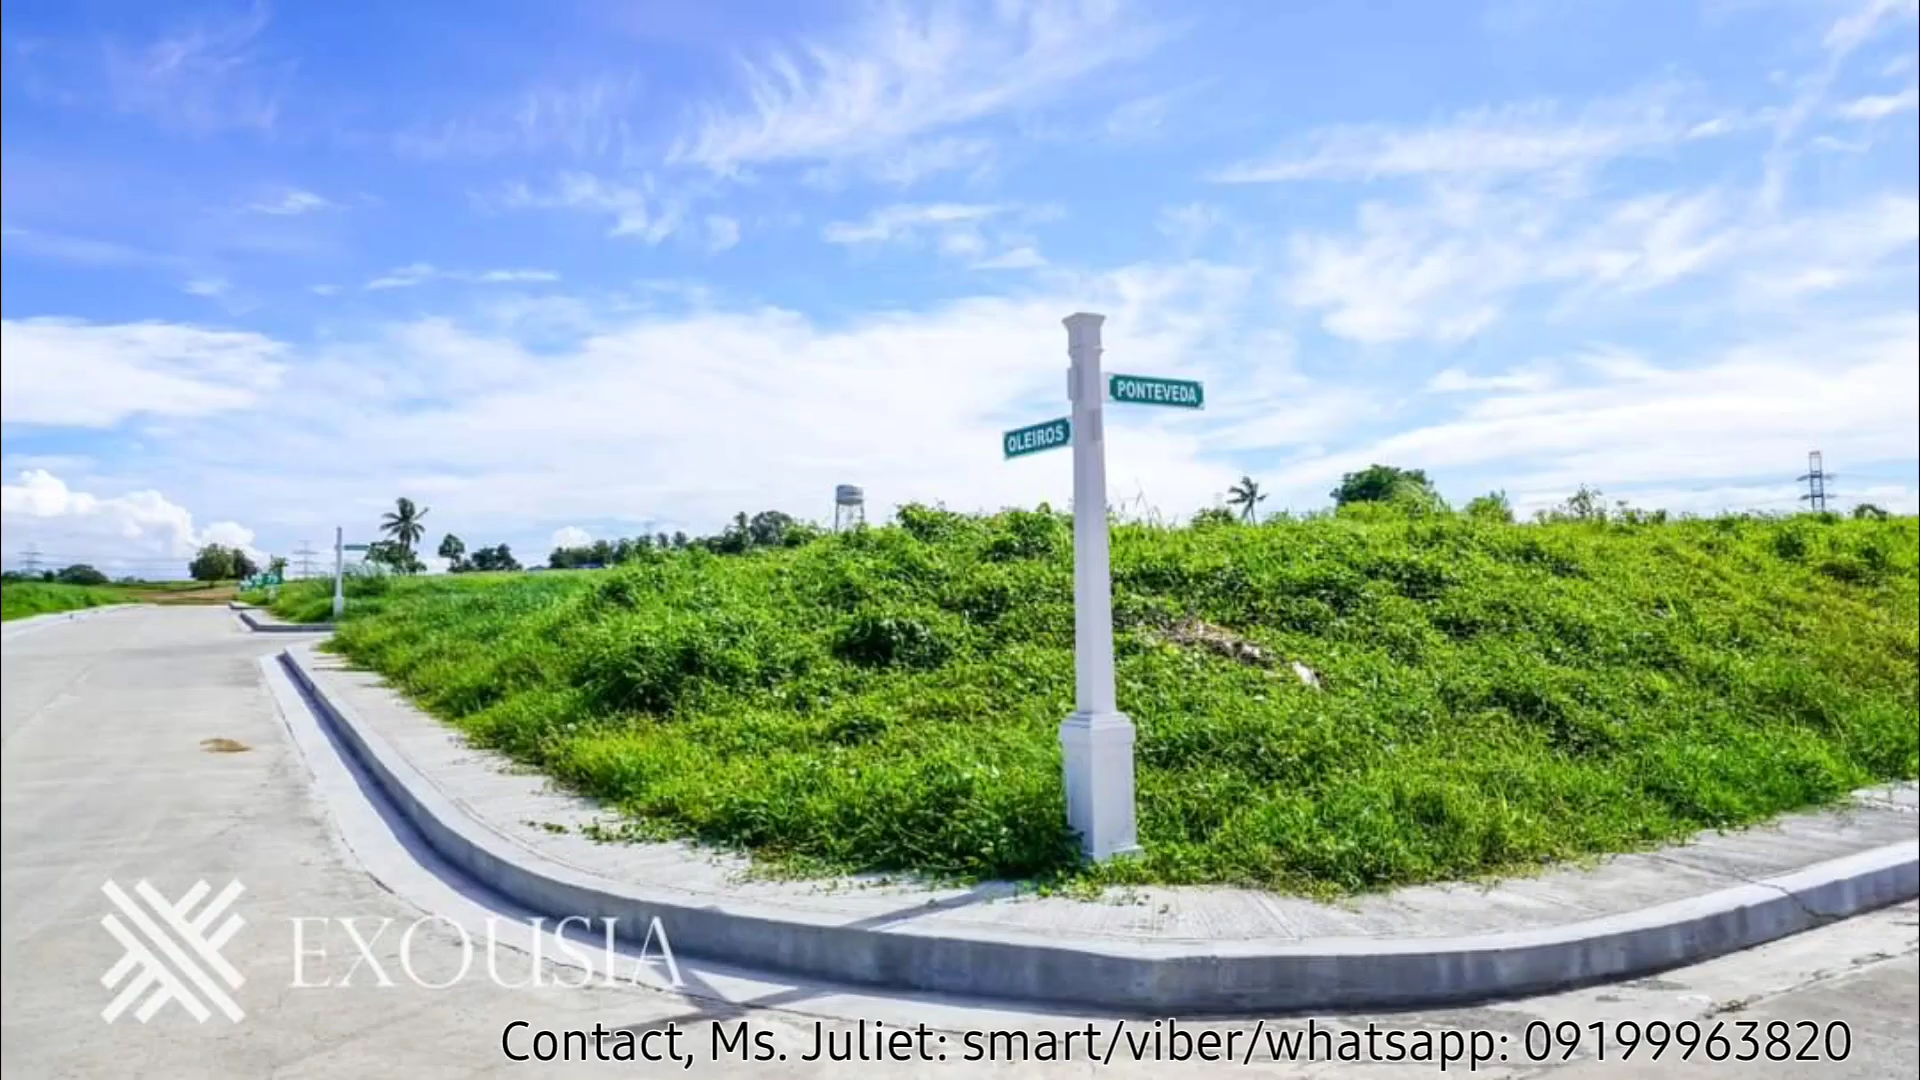 PONTEVEDA
OLEIROS
EXOUSIA
Contact, Ms. Juliet: smart/viber/whatsapp: 09199963820